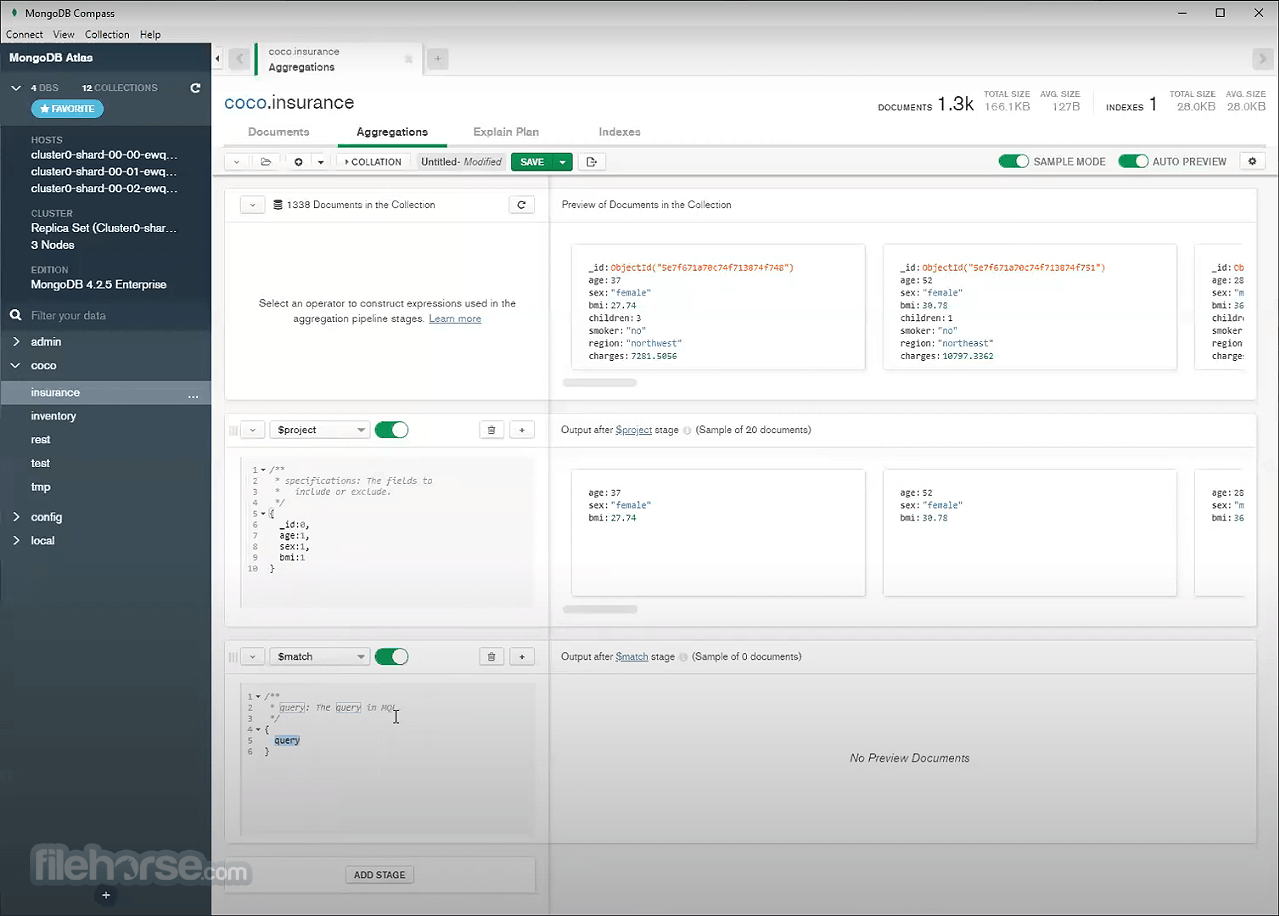 MongoDB Compass
Connect View Collection Help
MongoDB Atlas
4 DBS 12 COLLECTIONS
FAVORITE
HOSTS
cluster0-shard-00-00-ewq...
cluster0-shard-00-01-ewq...
cluster0-shard-00-02-ewq...
CLUSTER
Replica Set (Cluster0-shar...
3 Nodes
EDITION
MongoDB 4.2.5 Enterprise
Filter your data
admin
coco
insurance ...
inventory
rest
test
tmp
config
local
coco.insurance
Aggregations
coco.insurance
DOCUMENTS 1.3k TOTAL SIZE 166.1KB AVG. SIZE 127B INDEXES 1 TOTAL SIZE 28.0KB AVG. SIZE 28.0KB
Documents Aggregations Explain Plan Indexes
COLLATION Untitled- Modified SAVE SAMPLE MODE AUTO PREVIEW
1338 Documents in the Collection
Select an operator to construct expressions used in the
aggregation pipeline stages. Learn more
Preview of Documents in the Collection
_id: ObjectId("5e7f671a70c74f713874f748")
age: 37
sex: "female"
bmi: 27.74
children: 3
smoker: "no"
region: "northwest"
charges: 7281.5056
_id: ObjectId("5e7f671a70c74f713874f751")
age: 52
sex: "female"
bmi: 30.78
children: 1
smoker: "no"
region: "northeast"
charges: 10797.3362
_id: Ob
age: 28
sex: "m
bmi: 36
childre
smoker:
region:
charge:
$project
1 /**
2 * specifications: The fields to
3 * include or exclude.
4 */
5 {
6 _id:0,
7 age:1,
8 sex:1,
9 bmi:1
10 }
Output after $project stage (Sample of 20 documents)
age: 37
sex: "female"
bmi: 27.74
age: 52
sex: "female"
bmi: 30.78
age: 28
sex: "m
bmi: 36
$match
1 /**
2 * query: The query in MQL.
3 */
4 {
5 query
6 }
Output after $match stage (Sample of 0 documents)
No Preview Documents
ADD STAGE
filehorse.com